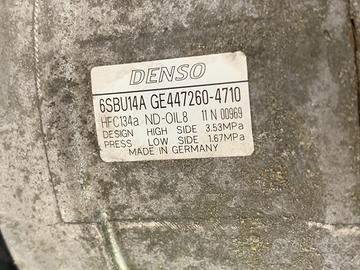 DENSO
6SBU14A GE447260-4710
HFC134a ND-OIL8 11 N 00969
DESIGN HIGH SIDE 3.53MPa
PRESS LOW SIDE 1.67MPa
MADE IN GERMANY